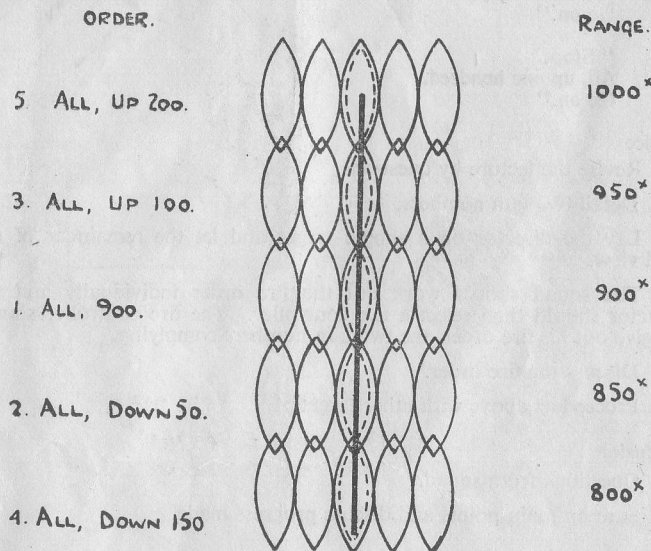 ORDER. RANGE.
5. ALL, UP 200. 1000x
3. ALL, UP 100. 950x
1. ALL, 900. 900x
2. ALL, DOWN 50. 850x
4. ALL, DOWN 150 800x